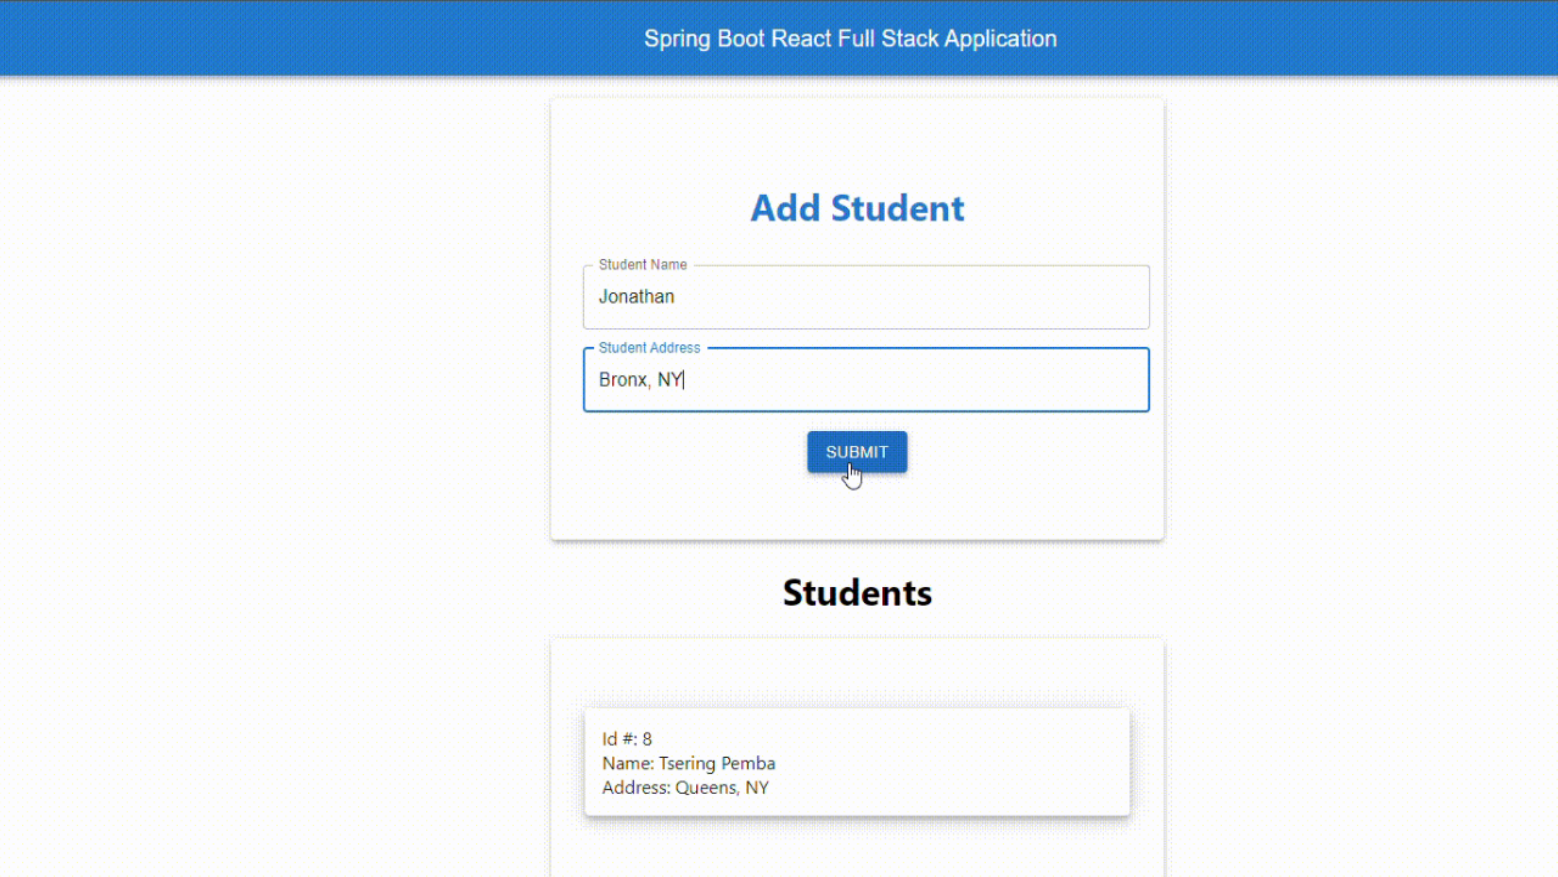 Spring Boot React Full Stack Application
Add Student
Student Name
Jonathan
Student Address
Bronx, NY
SUBMIT
Students
Id #: 8
Name: Tsering Pemba
Address: Queens, NY